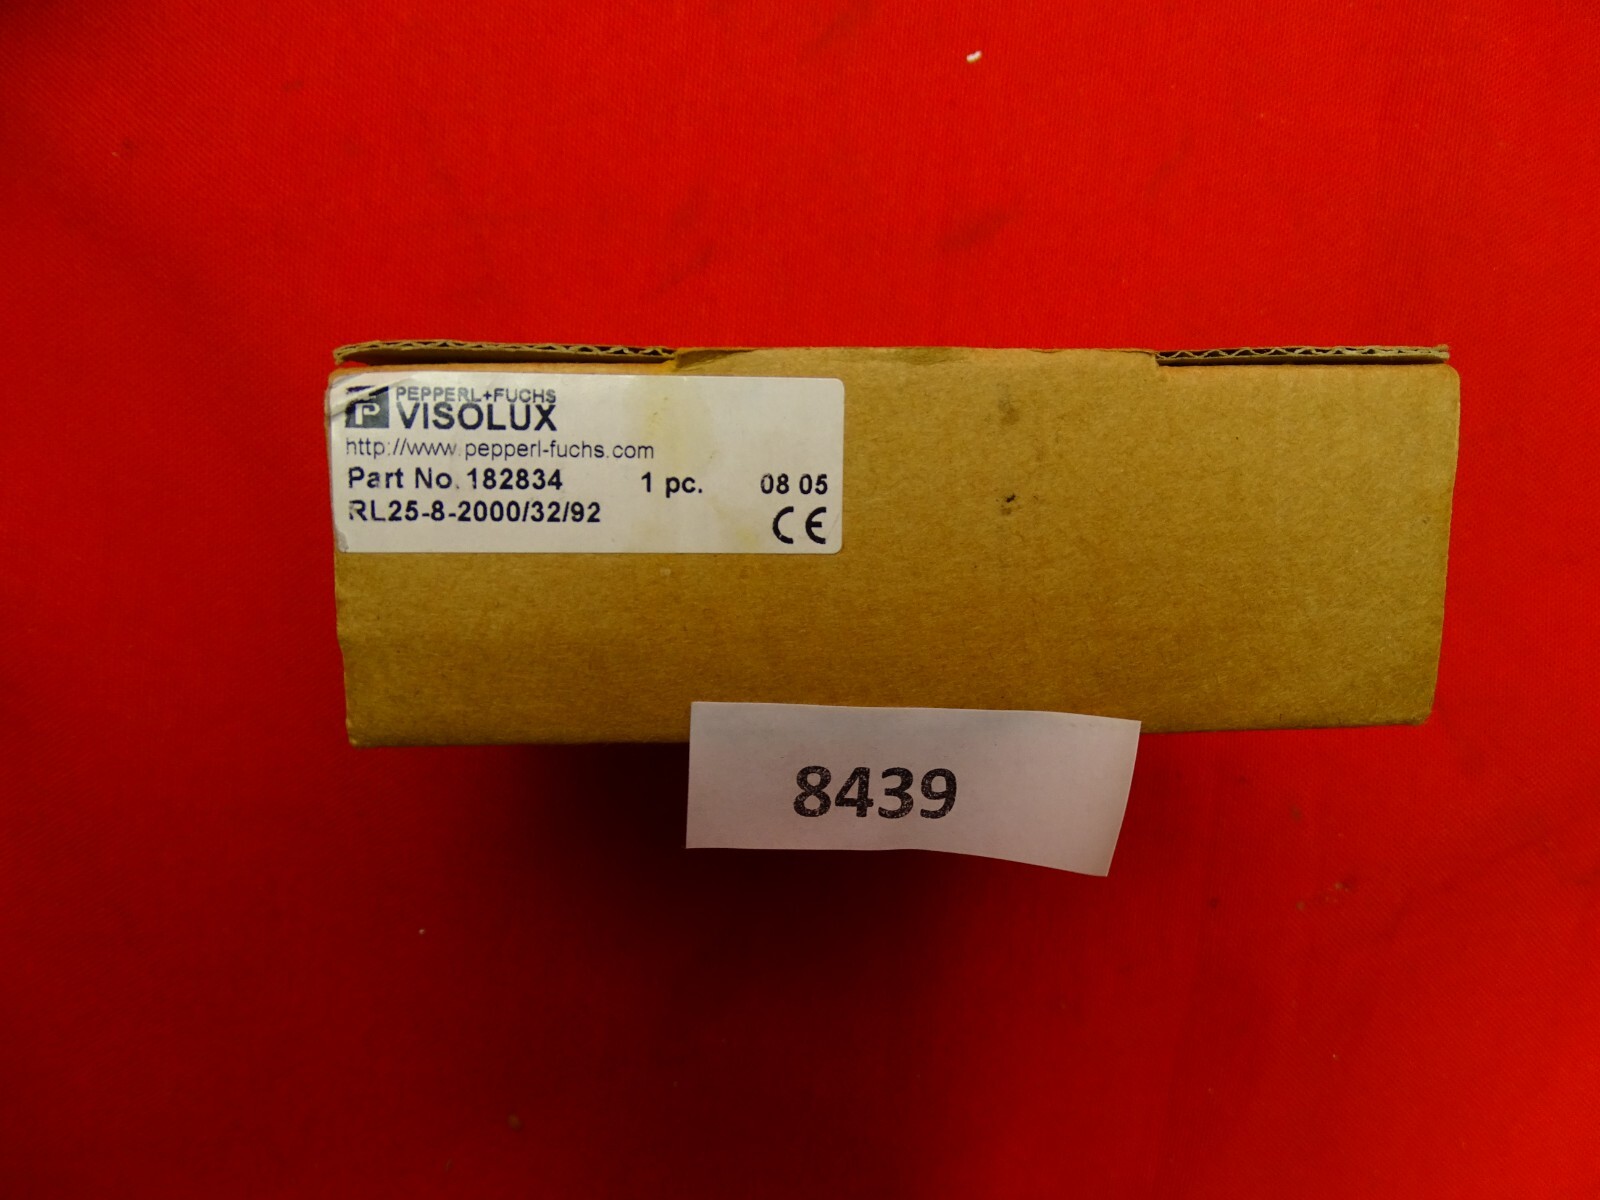 PEPPERL+FUCHS
VISOLUX
http://www.pepperl-fuchs.com
Part No. 182834 1 pc. 08 05
RL25-8-2000/32/92
CE
8439